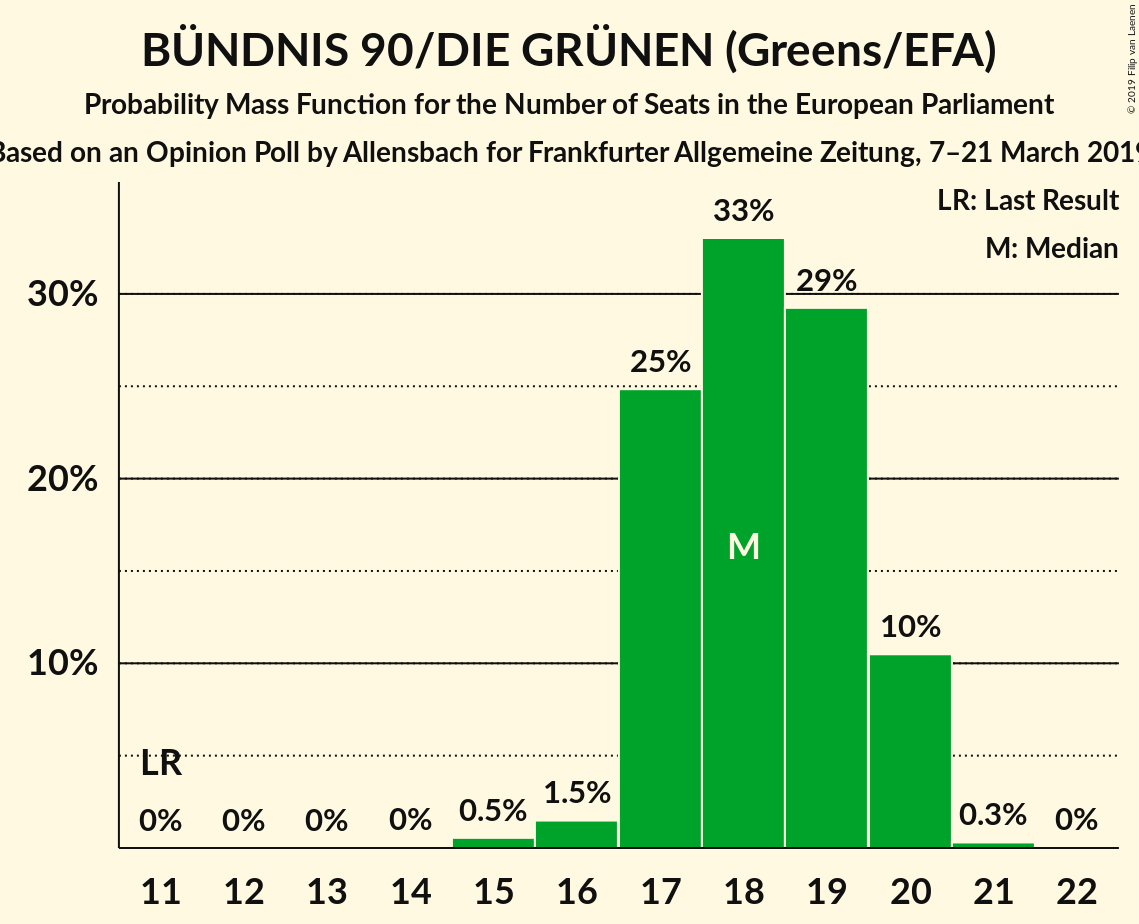 BÜNDNIS 90/DIE GRÜNEN (Greens/EFA)
Probability Mass Function for the Number of Seats in the European Parliament
Based on an Opinion Poll by Allensbach for Frankfurter Allgemeine Zeitung, 7–21 March 2019
© 2019 Filip van Laenen
LR: Last Result
M: Median
33%
29%
30%
25%
20%
M
10%
10%
LR
0% 0% 0% 0% 0.5% 1.5% 0.3% 0%
11 12 13 14 15 16 17 18 19 20 21 22